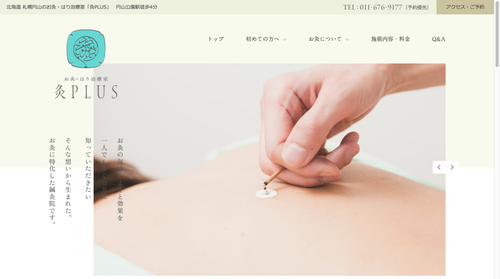 北海道 札幌円山のお灸・はり治療室「灸PLUS」 円山公園駅徒歩4分
TEL:011-676-9177（予約優先）
アクセス・ご予約
トップ
初めての方へ
お灸について
施術内容・料金
Q&A
お灸・はり治療室
灸PLUS
お灸の
と効果を
一人で
知っていただきたい
そんな想いから生まれた、
お灸に特化した鍼灸院です。